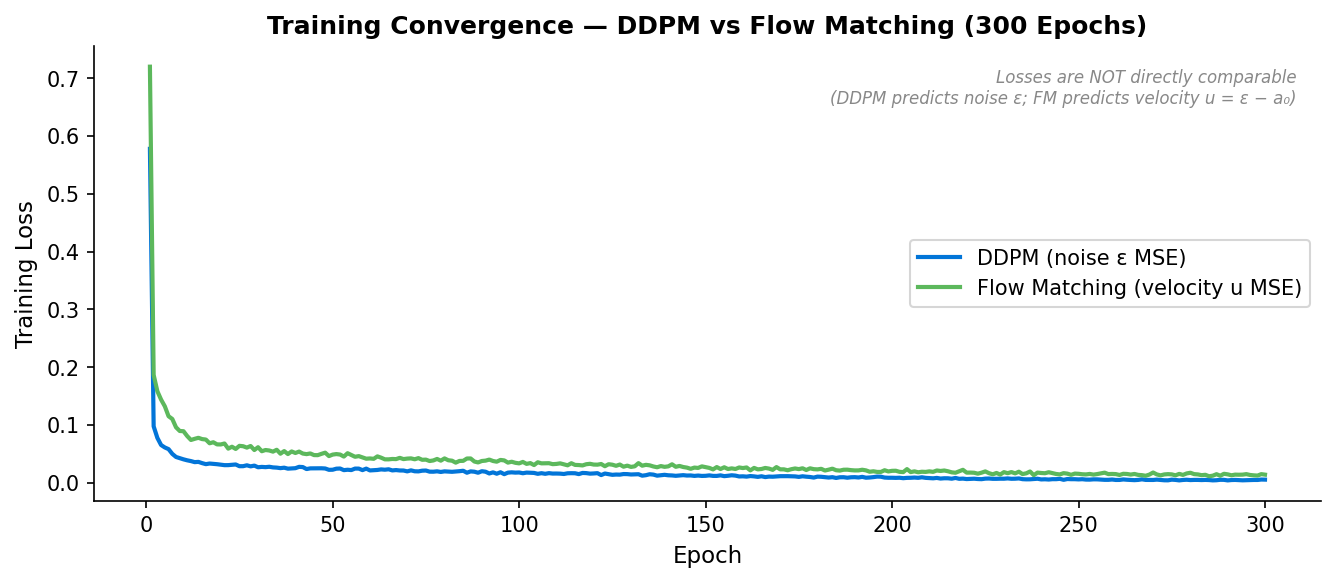 Training Convergence — DDPM vs Flow Matching (300 Epochs)
Losses are NOT directly comparable
(DDPM predicts noise ε; FM predicts velocity u = ε − a₀)
DDPM (noise ε MSE)
Flow Matching (velocity u MSE)
Training Loss
0.7
0.6
0.5
0.4
0.3
0.2
0.1
0.0
0 50 100 150 200 250 300
Epoch